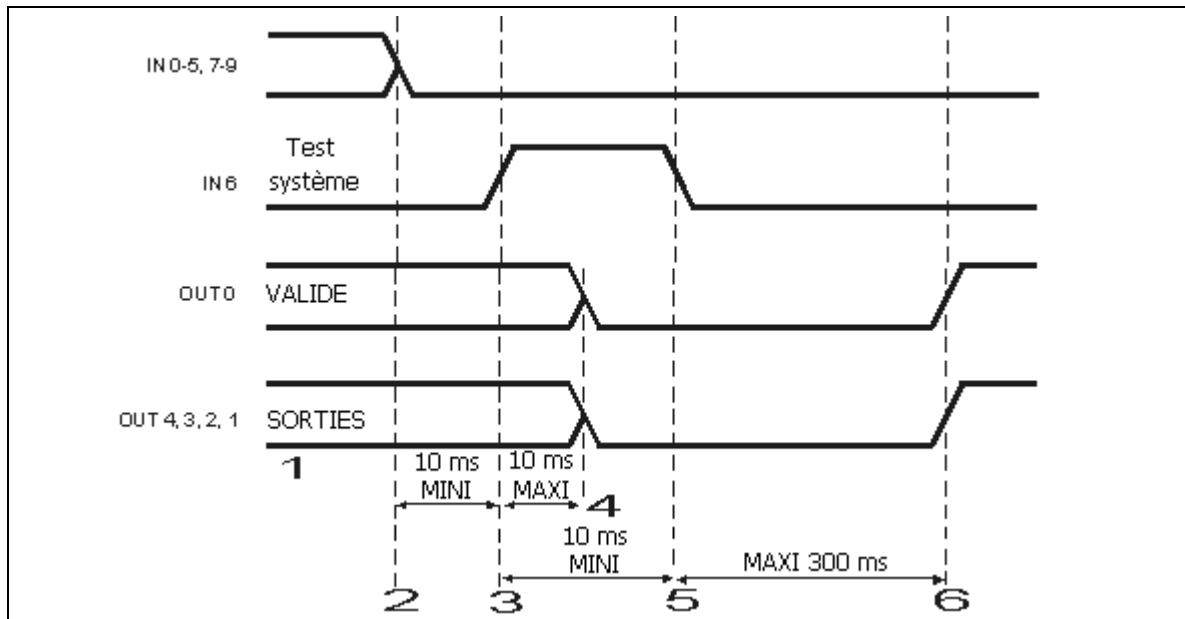 IN 0-5, 7-9
Test
IN 6 système
OUT 0 VALIDE
OUT 4, 3, 2, 1 SORTIES
1
10 ms 10 ms
MINI MAXI 4
10 ms
MINI MAXI 300 ms
2 3 5 6